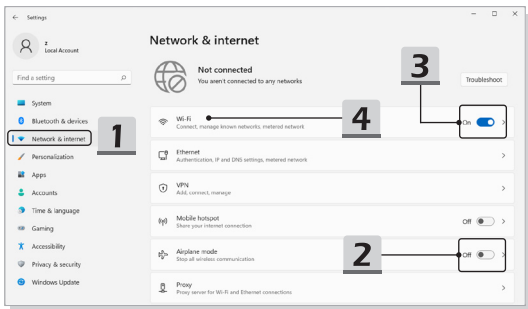 Settings
z
Local Account
Find a setting
System
Bluetooth & devices
Network & internet
Personalization
Apps
Accounts
Time & language
Gaming
Accessibility
Privacy & security
Windows Update
1
Network & internet
Not connected
You aren't connected to any networks
Troubleshoot
3
Wi-Fi
Connect, manage known networks, metered network
4
On
Ethernet
Authentication, IP and DNS settings, metered network
VPN
Add, connect, manage
Mobile hotspot
Share your internet connection
Off
Airplane mode
Stop all wireless communication
2
Off
Proxy
Proxy server for Wi-Fi and Ethernet connections